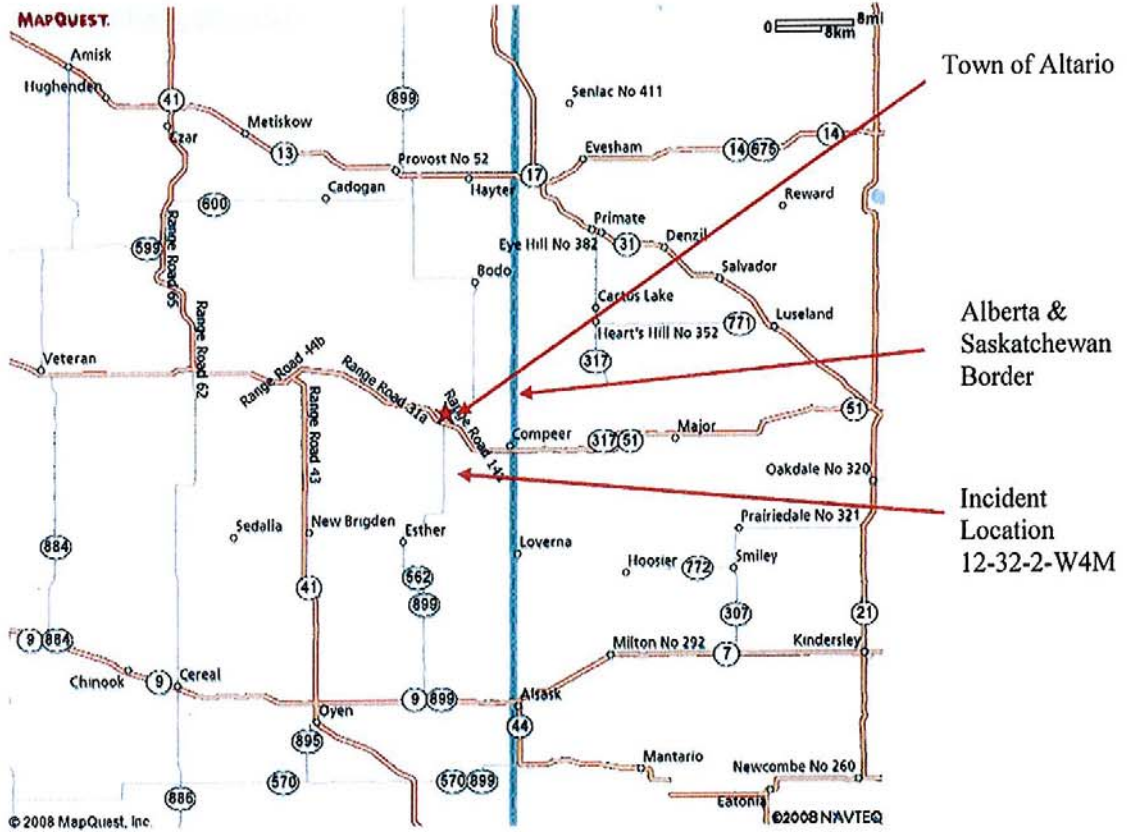 MAPQUEST.
0 8mi
8km
Amisk
Hughenden
41
899
Senlac No 411
Czar
Metiskow
13
Provost No 52
Hayter
17
Evesham
14 675
14
Cadogan
600
Reward
599
Primate
Eye Hill No 382
31
Denzil
Range Road 65
Bodo
Salvador
Cactus Lake
Heart's Hill No 352
771
Luseland
317
Range Road 62
Veteran
Range Road 44b
Range Road 31a
Range Road 14a
Range Road 43
Compeer
317 51
Major
51
Oakdale No 320
Sedalla
New Brigden
Esther
Prairiedale No 321
884
Loverna
Hoosier
772
Smiley
41
562
899
307
21
9 884
Milton No 292
7
Kindersley
Chinook
9
Cereal
9 899
Alsask
Oyen
44
895
Mantario
Newcombe No 260
570
570 899
886
Eatonia
© 2008 MapQuest, Inc.
©2008 NAVTEQ
Town of Altario
Alberta &
Saskatchewan
Border
Incident
Location
12-32-2-W4M